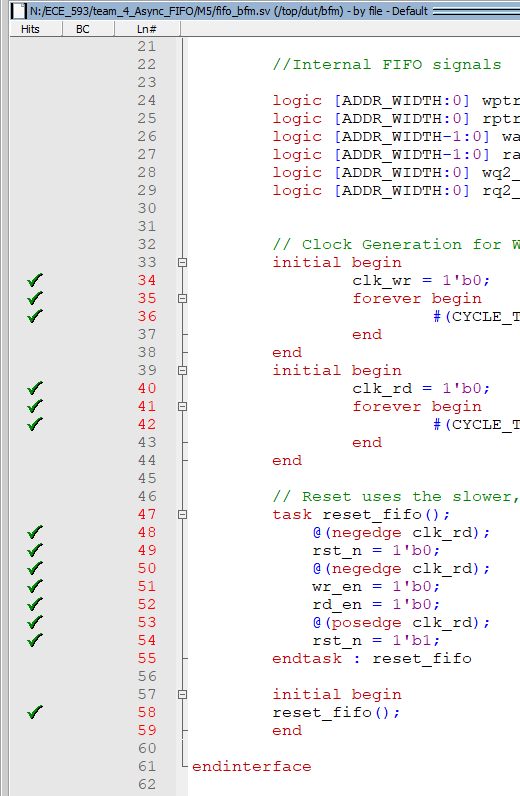 N:/ECE_593/team_4_Async_FIFO/M5/fifo_bfm.sv (/top/dut/bfm) - by file - Default
Hits BC Ln#
21
22 //Internal FIFO signals
23
24 logic [ADDR_WIDTH:0] wptr
25 logic [ADDR_WIDTH:0] rptr
26 logic [ADDR_WIDTH-1:0] wa
27 logic [ADDR_WIDTH-1:0] ra
28 logic [ADDR_WIDTH:0] wq2_
29 logic [ADDR_WIDTH:0] rq2_
30
31
32 // Clock Generation for W
33 initial begin
34 clk_wr = 1'b0;
35 forever begin
36 #(CYCLE_T
37 end
38 end
39 initial begin
40 clk_rd = 1'b0;
41 forever begin
42 #(CYCLE_T
43 end
44 end
45
46 // Reset uses the slower,
47 task reset_fifo();
48 @(negedge clk_rd);
49 rst_n = 1'b0;
50 @(negedge clk_rd);
51 wr_en = 1'b0;
52 rd_en = 1'b0;
53 @(posedge clk_rd);
54 rst_n = 1'b1;
55 endtask : reset_fifo
56
57 initial begin
58 reset_fifo();
59 end
60
61 endinterface
62